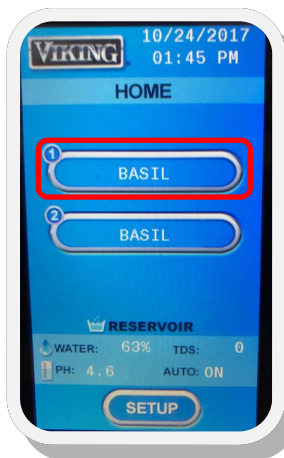 VIKING
10/24/2017
01:45 PM
HOME
1
BASIL
2
BASIL
RESERVOIR
WATER: 63% TDS: 0
PH: 4.6 AUTO: ON
SETUP